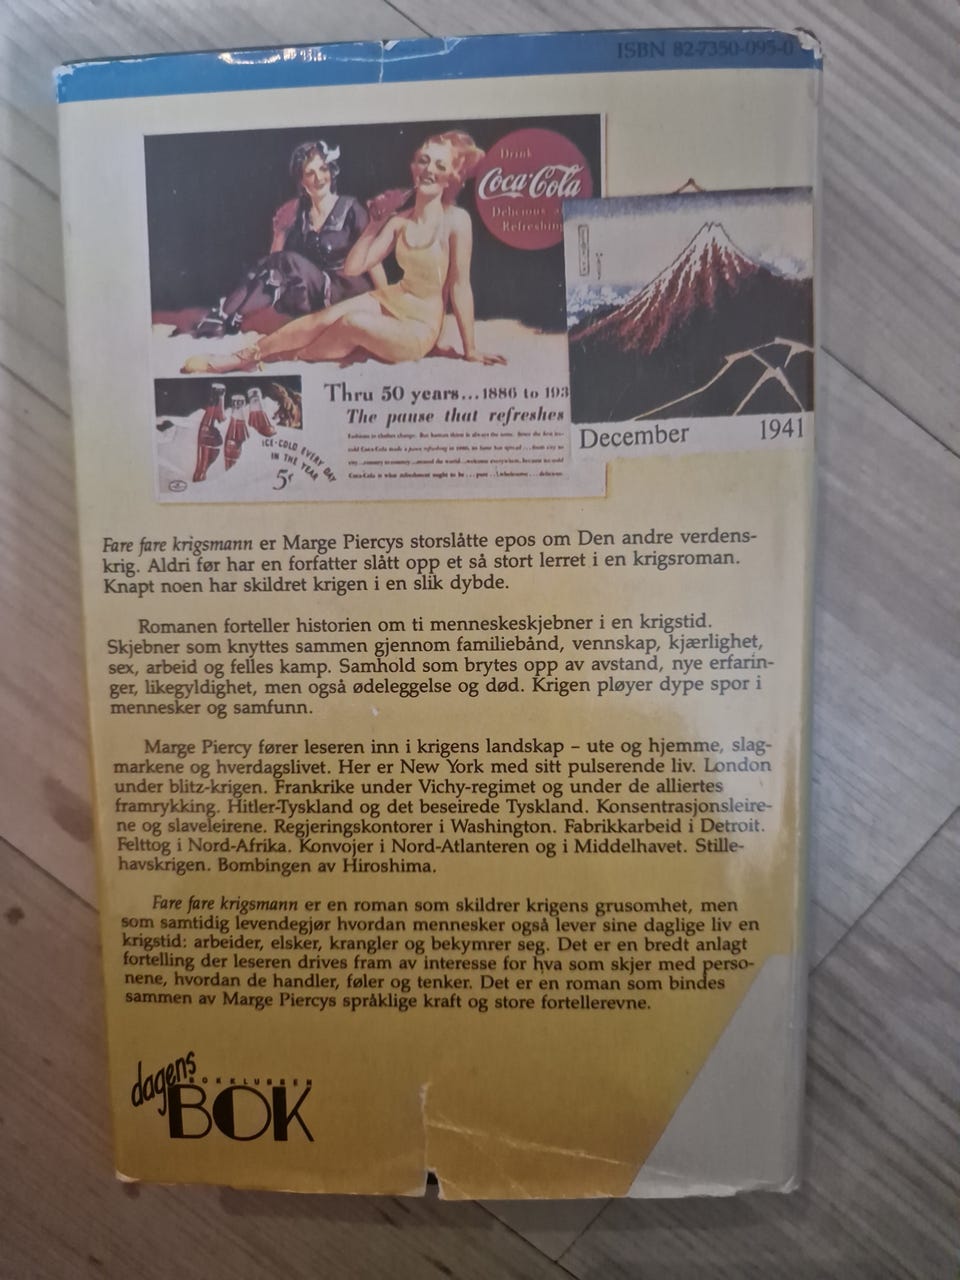 ISBN 82-7350-095-0
Drink
Coca-Cola
Delicious a
Refreshing
Thru 50 years...1886 to 193
The pause that refreshes
ICE-COLD EVERY DAY
IN THE YEAR
5¢
December 1941
Fare fare krigsmann er Marge Piercys storslåtte epos om Den andre verdens-
krig. Aldri før har en forfatter slått opp et så stort lerret i en krigsroman.
Knapt noen har skildret krigen i en slik dybde.
Romanen forteller historien om ti menneskeskjebner i en krigstid.
Skjebner som knyttes sammen gjennom familiebånd, vennskap, kjærlighet,
sex, arbeid og felles kamp. Samhold som brytes opp av avstand, nye erfarin-
ger, likegyldighet, men også ødeleggelse og død. Krigen pløyer dype spor i
mennesker og samfunn.
Marge Piercy fører leseren inn i krigens landskap – ute og hjemme, slag-
markene og hverdagslivet. Her er New York med sitt pulserende liv. London
under blitz-krigen. Frankrike under Vichy-regimet og under de alliertes
framrykking. Hitler-Tyskland og det beseirede Tyskland. Konsentrasjonsleire-
ne og slaveleirene. Regjeringskontorer i Washington. Fabrikkarbeid i Detroit.
Felttog i Nord-Afrika. Konvojer i Nord-Atlanteren og i Middelhavet. Stille-
havskrigen. Bombingen av Hiroshima.
Fare fare krigsmann er en roman som skildrer krigens grusomhet, men
som samtidig levendegjør hvordan mennesker også lever sine daglige liv en
krigstid: arbeider, elsker, krangler og bekymrer seg. Det er en bredt anlagt
fortelling der leseren drives fram av interesse for hva som skjer med perso-
nene, hvordan de handler, føler og tenker. Det er en roman som bindes
sammen av Marge Piercys språklige kraft og store fortellerevne.
dagens
BOKKLUBBEN
BOK